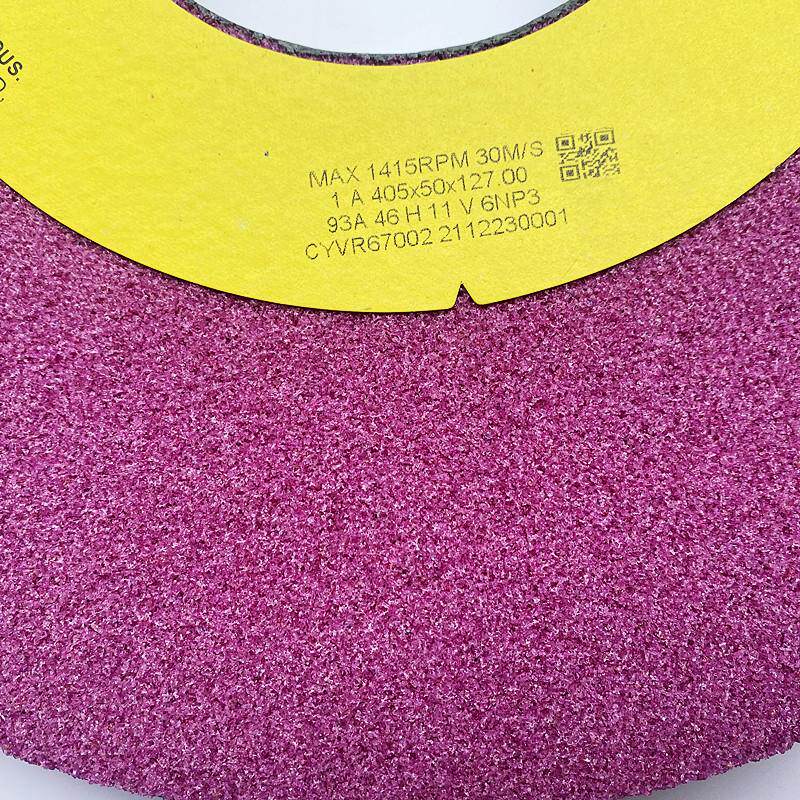 MAX 1415RPM 30M/S
1 A 405x50x127.00
93A 46 H 11 V 6NP3
CYVR67002 2112230001